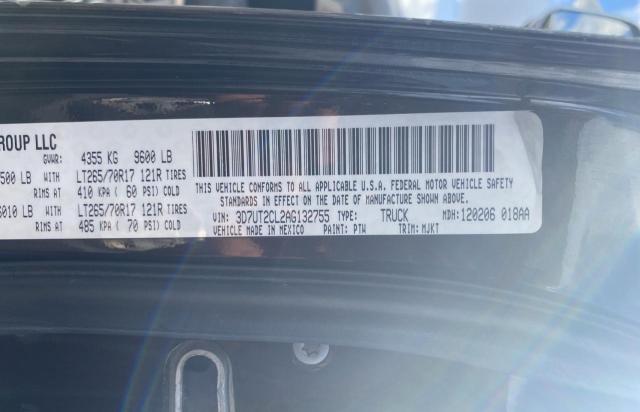 GROUP LLC
GVWR: 4355 KG 9600 LB
500 LB WITH LT265/70R17 121R TIRES
RIMS AT 410 KPA ( 60 PSI) COLD
6010 LB WITH LT265/70R17 121R TIRES
RIMS AT 485 KPA ( 70 PSI) COLD
THIS VEHICLE CONFORMS TO ALL APPLICABLE U.S.A. FEDERAL MOTOR VEHICLE SAFETY
STANDARDS IN EFFECT ON THE DATE OF MANUFACTURE SHOWN ABOVE.
VIN: 3D7UT2CL2AG132755 TYPE: TRUCK MDH: 120206 018AA
VEHICLE MADE IN MEXICO PAINT: PTW TRIM: MJKT